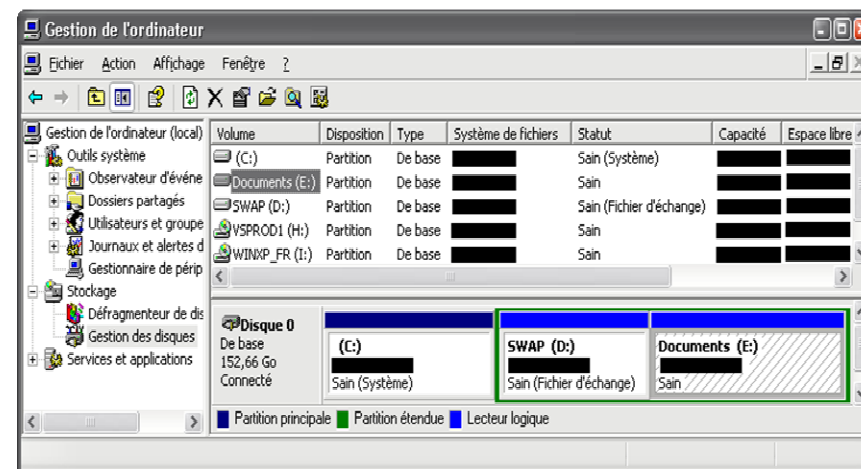 Gestion de l'ordinateur
Fichier Action Affichage Fenêtre ?
Gestion de l'ordinateur (local)
Outils système
Observateur d'événe
Dossiers partagés
Utilisateurs et groupe
Journaux et alertes d
Gestionnaire de périp
Stockage
Défragmenteur de dis
Gestion des disques
Services et applications
Volume Disposition Type Système de fichiers Statut Capacité Espace libre
(C:) Partition De base Sain (Système)
Documents (E:) Partition De base Sain
SWAP (D:) Partition De base Sain (Fichier d'échange)
VSPROD1 (H:) Partition De base Sain
WINXP_FR (I:) Partition De base Sain
Disque 0
De base
152,66 Go
Connecté
(C:)
Sain (Système)
SWAP (D:)
Sain (Fichier d'échange)
Documents (E:)
Sain
Partition principale Partition étendue Lecteur logique